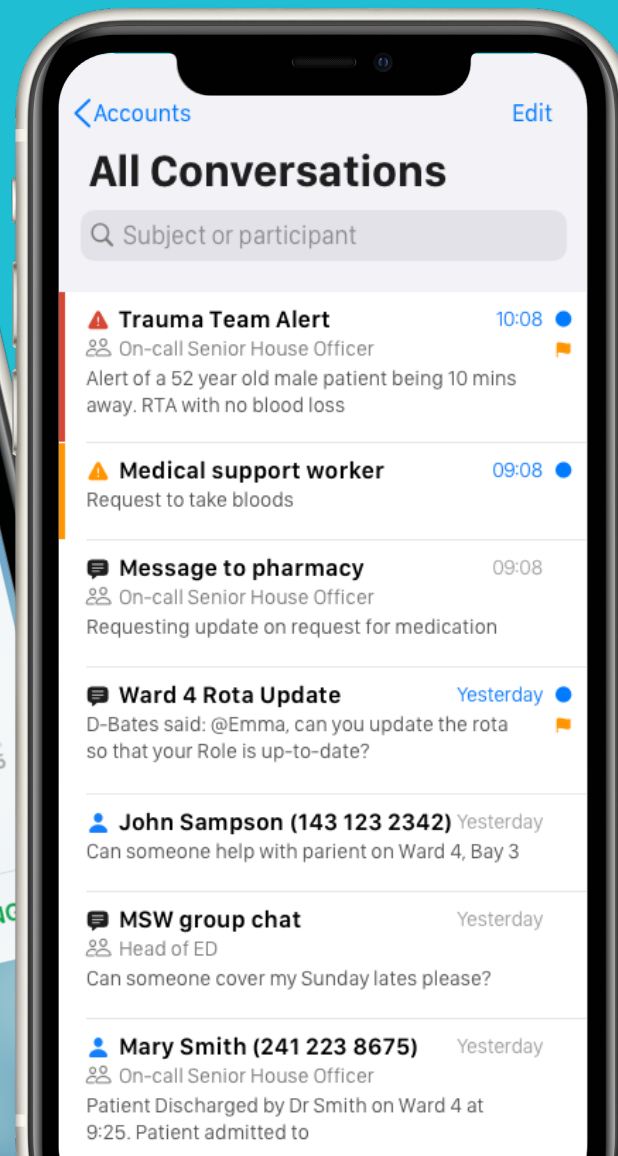 Accounts
Edit
All Conversations
Subject or participant
Trauma Team Alert 10:08
On-call Senior House Officer
Alert of a 52 year old male patient being 10 mins
away. RTA with no blood loss
Medical support worker 09:08
Request to take bloods
Message to pharmacy 09:08
On-call Senior House Officer
Requesting update on request for medication
Ward 4 Rota Update Yesterday
D-Bates said: @Emma, can you update the rota
so that your Role is up-to-date?
John Sampson (143 123 2342) Yesterday
Can someone help with parient on Ward 4, Bay 3
MSW group chat Yesterday
Head of ED
Can someone cover my Sunday lates please?
Mary Smith (241 223 8675) Yesterday
On-call Senior House Officer
Patient Discharged by Dr Smith on Ward 4 at
9:25. Patient admitted to